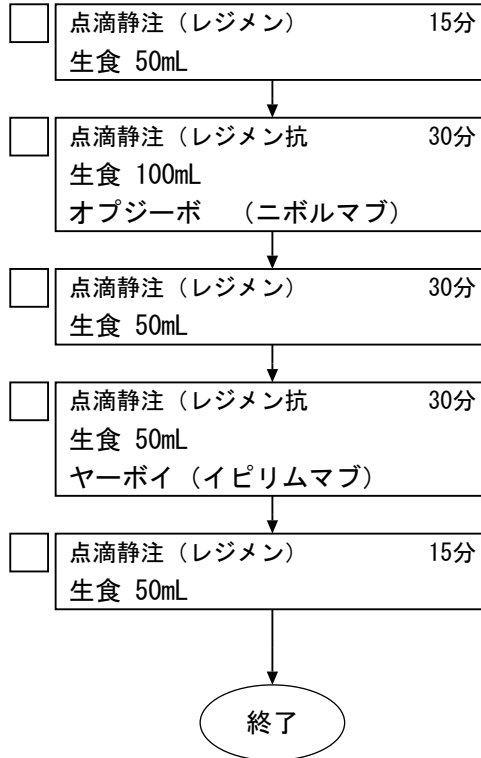 点滴静注（レジメン） 15分
生食 50mL
点滴静注（レジメン抗 30分
生食 100mL
オプジーボ （ニボルマブ）
点滴静注（レジメン） 30分
生食 50mL
点滴静注（レジメン抗 30分
生食 50mL
ヤーボイ（イピリムマブ）
点滴静注（レジメン） 15分
生食 50mL
終了